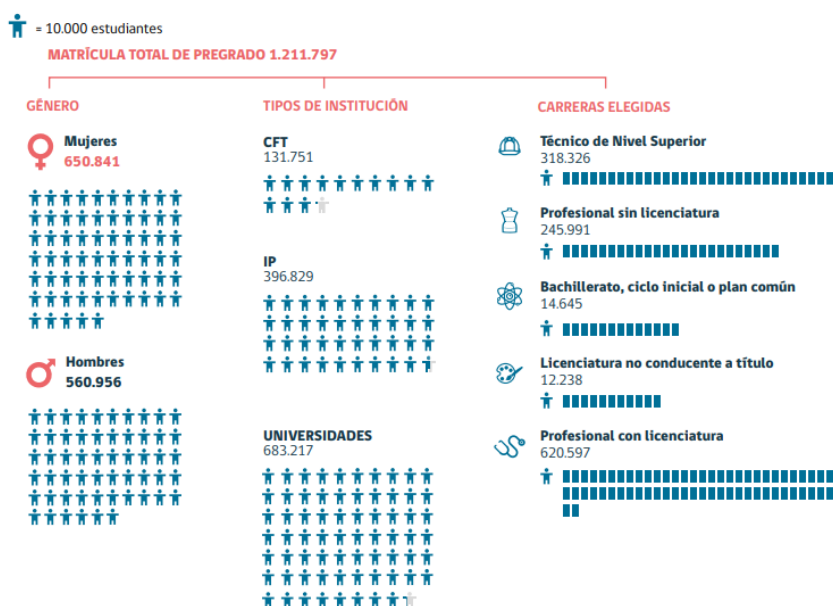 = 10.000 estudiantes
MATRÍCULA TOTAL DE PREGRADO 1.211.797
GÉNERO
Mujeres
650.841
Hombres
560.956
TIPOS DE INSTITUCIÓN
CFT
131.751
IP
396.829
UNIVERSIDADES
683.217
CARRERAS ELEGIDAS
Técnico de Nivel Superior
318.326
Profesional sin licenciatura
245.991
Bachillerato, ciclo inicial o plan común
14.645
Licenciatura no conducente a título
12.238
Profesional con licenciatura
620.597